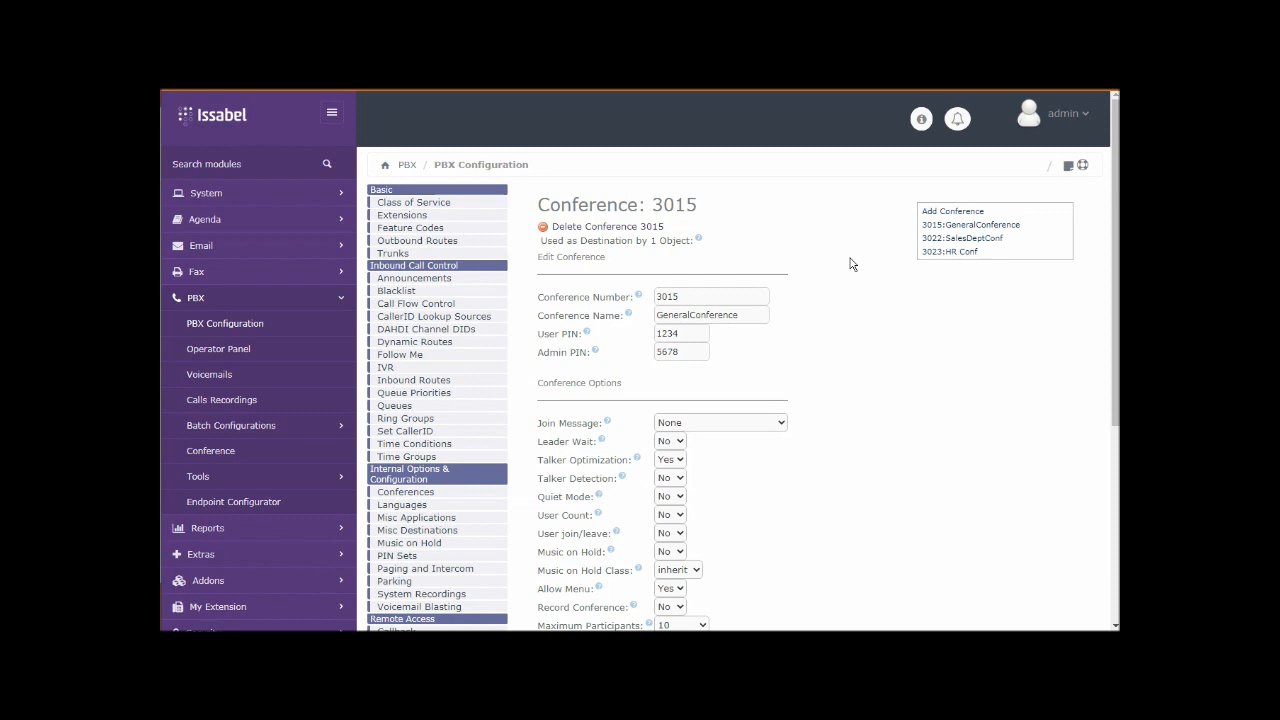 Issabel
admin
Search modules
System
Agenda
Email
Fax
PBX
PBX Configuration
Operator Panel
Voicemails
Calls Recordings
Batch Configurations
Conference
Tools
Endpoint Configurator
Reports
Extras
Addons
My Extension
PBX / PBX Configuration /
Basic
Class of Service
Extensions
Feature Codes
Outbound Routes
Trunks
Inbound Call Control
Announcements
Blacklist
Call Flow Control
CallerID Lookup Sources
DAHDI Channel DIDs
Dynamic Routes
Follow Me
IVR
Inbound Routes
Queue Priorities
Queues
Ring Groups
Set CallerID
Time Conditions
Time Groups
Internal Options &
Configuration
Conferences
Languages
Misc Applications
Misc Destinations
Music on Hold
PIN Sets
Paging and Intercom
Parking
System Recordings
Voicemail Blasting
Remote Access
Conference: 3015
Delete Conference 3015
Used as Destination by 1 Object:
Edit Conference
Conference Number: 3015
Conference Name: GeneralConference
User PIN: 1234
Admin PIN: 5678
Conference Options
Join Message: None
Leader Wait: No
Talker Optimization: Yes
Talker Detection: No
Quiet Mode: No
User Count: No
User join/leave: No
Music on Hold: No
Music on Hold Class: inherit
Allow Menu: Yes
Record Conference: No
Maximum Participants: 10
Add Conference
3015:GeneralConference
3022:SalesDeptConf
3023:HR Conf